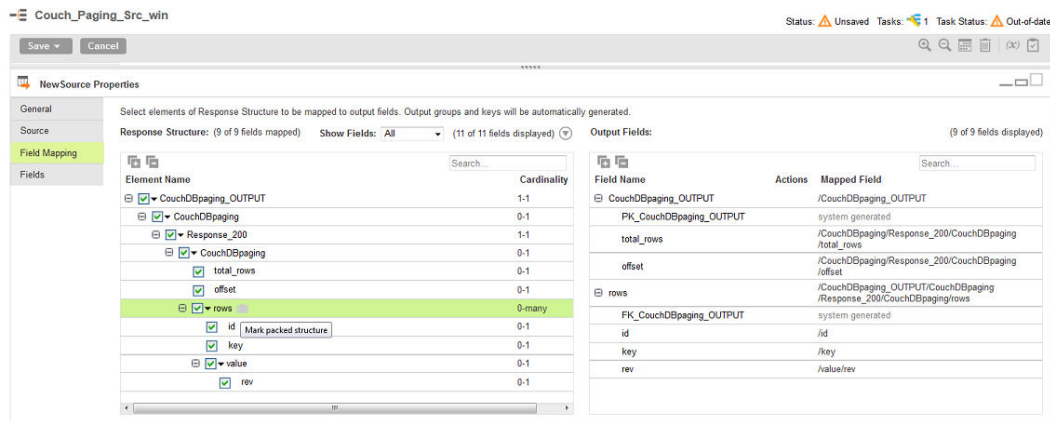 Couch_Paging_Src_win
Status: Unsaved Tasks: 1 Task Status: Out-of-date
Save Cancel
(x)
NewSource Properties
General
Source
Field Mapping
Fields
Select elements of Response Structure to be mapped to output fields. Output groups and keys will be automatically generated.
Response Structure: (9 of 9 fields mapped) Show Fields: All (11 of 11 fields displayed)
Search...
Element Name Cardinality
CouchDBpaging_OUTPUT 1-1
CouchDBpaging 0-1
Response_200 1-1
CouchDBpaging 0-1
total_rows 0-1
offset 0-1
rows 0-many
id Mark packed structure 0-1
key 0-1
value 0-1
rev 0-1
Output Fields: (9 of 9 fields displayed)
Search...
Field Name Actions Mapped Field
CouchDBpaging_OUTPUT /CouchDBpaging_OUTPUT
PK_CouchDBpaging_OUTPUT system generated
total_rows /CouchDBpaging/Response_200/CouchDBpaging
/total_rows
offset /CouchDBpaging/Response_200/CouchDBpaging
/offset
rows /CouchDBpaging_OUTPUT/CouchDBpaging
/Response_200/CouchDBpaging/rows
FK_CouchDBpaging_OUTPUT system generated
id /id
key /key
rev /value/rev